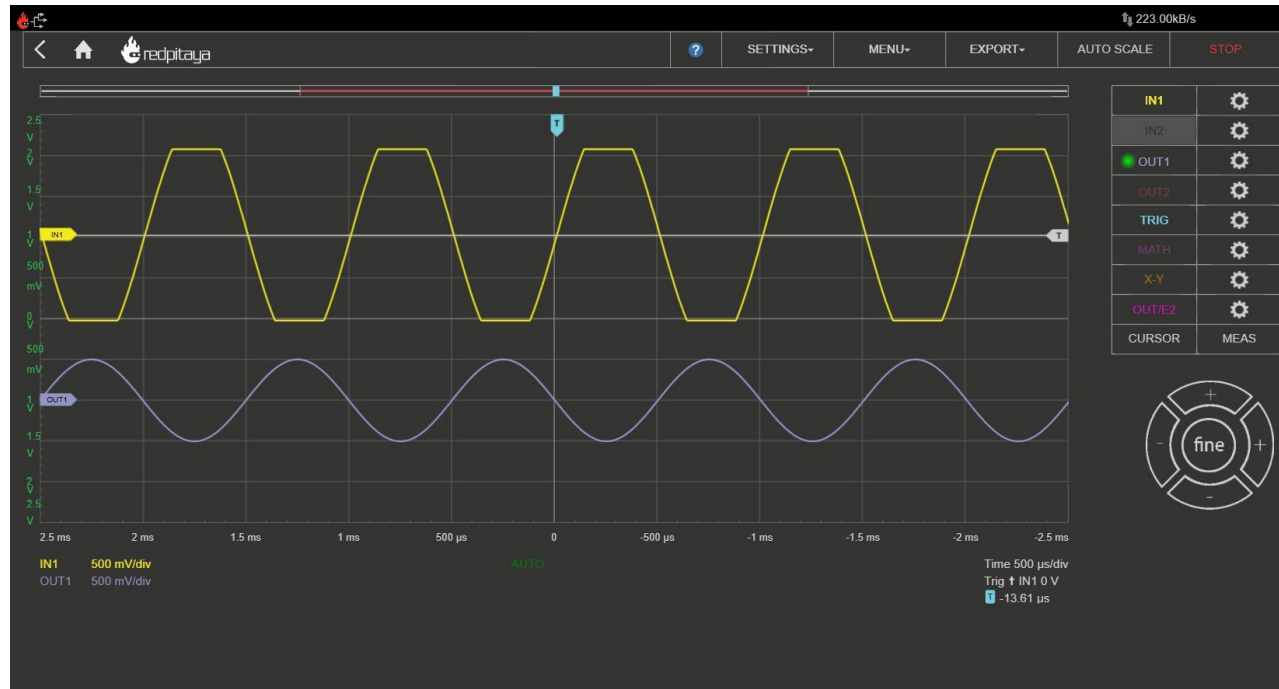 223.00kB/s
redpitaya
? SETTINGS MENU EXPORT AUTO SCALE STOP
IN1
IN2
OUT1
OUT2
TRIG
MATH
X-Y
OUT/E2
CURSOR MEAS
+
- fine +
-
T
2.5
V
2
V
1.5
V
1
V
IN1
T
500
mV
0
V
500
mV
1
V
OUT1
1.5
V
2
V
2.5
V
2.5 ms 2 ms 1.5 ms 1 ms 500 µs 0 -500 µs -1 ms -1.5 ms -2 ms -2.5 ms
IN1 500 mV/div
OUT1 500 mV/div
AUTO
Time 500 µs/div
Trig ↑ IN1 0 V
T -13.61 µs